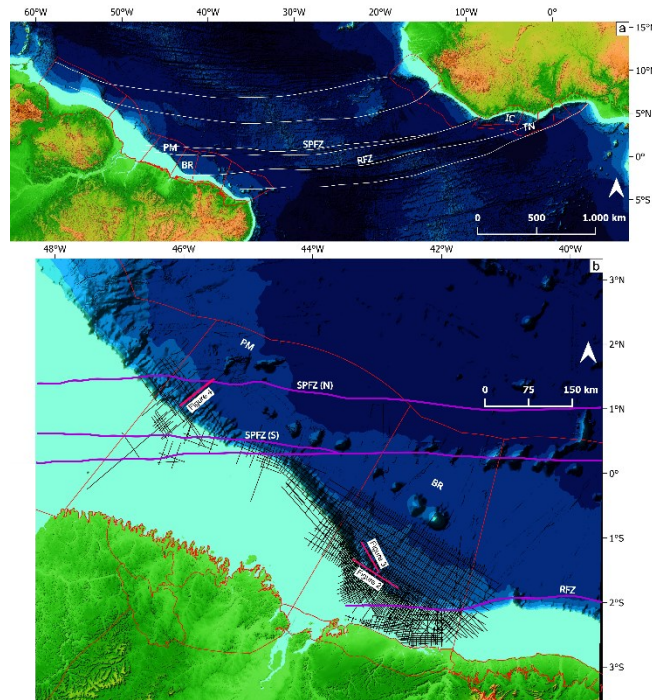 60°W 50°W 40°W 30°W 20°W 10°W 0°
a
15°N
10°N
5°N
0°
5°S
IC
TN
SPFZ
PM
RFZ
BR
0 500 1.000 km
48°W 46°W 44°W 42°W 40°W
b
3°N
2°N
1°N
0°
1°S
2°S
3°S
PM
SPFZ (N)
Figure 4
0 75 150 km
SPFZ (S)
BR
Figure 3
Figure 2
RFZ